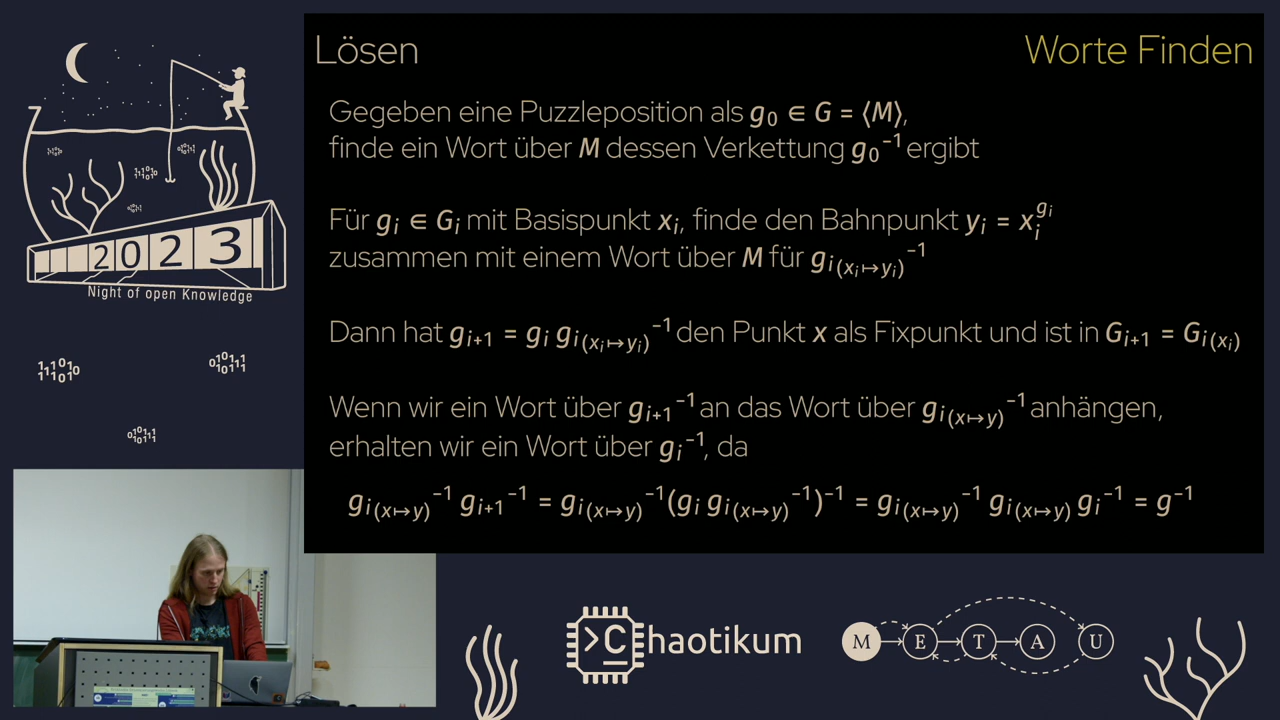 Lösen
Worte Finden
Gegeben eine Puzzleposition als g₀ ∈ G = ⟨M⟩,
finde ein Wort über M dessen Verkettung g₀⁻¹ ergibt
Für gᵢ ∈ Gᵢ mit Basispunkt xᵢ, finde den Bahnpunkt yᵢ = xᵢ^gᵢ
zusammen mit einem Wort über M für gᵢ₍xᵢ↦yᵢ₎⁻¹
Dann hat gᵢ₊₁ = gᵢ gᵢ₍xᵢ↦yᵢ₎⁻¹ den Punkt x als Fixpunkt und ist in Gᵢ₊₁ = Gᵢ₍xᵢ₎
Wenn wir ein Wort über gᵢ₊₁⁻¹ an das Wort über gᵢ₍x↦y₎⁻¹ anhängen,
erhalten wir ein Wort über gᵢ⁻¹, da
gᵢ₍x↦y₎⁻¹ gᵢ₊₁⁻¹ = gᵢ₍x↦y₎⁻¹(gᵢ gᵢ₍x↦y₎⁻¹)⁻¹ = gᵢ₍x↦y₎⁻¹ gᵢ₍x↦y₎ gᵢ⁻¹ = g⁻¹
2023
Night of open Knowledge
11010
11101
010111
010111
>C haotikum
M E T A U